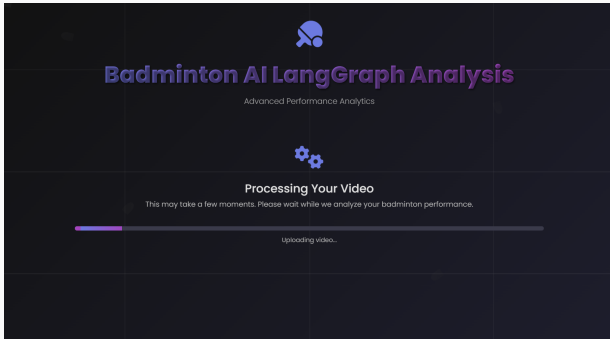 Badminton AI LangGraph Analysis
Advanced Performance Analytics
Processing Your Video
This may take a few moments. Please wait while we analyze your badminton performance.
Uploading video...